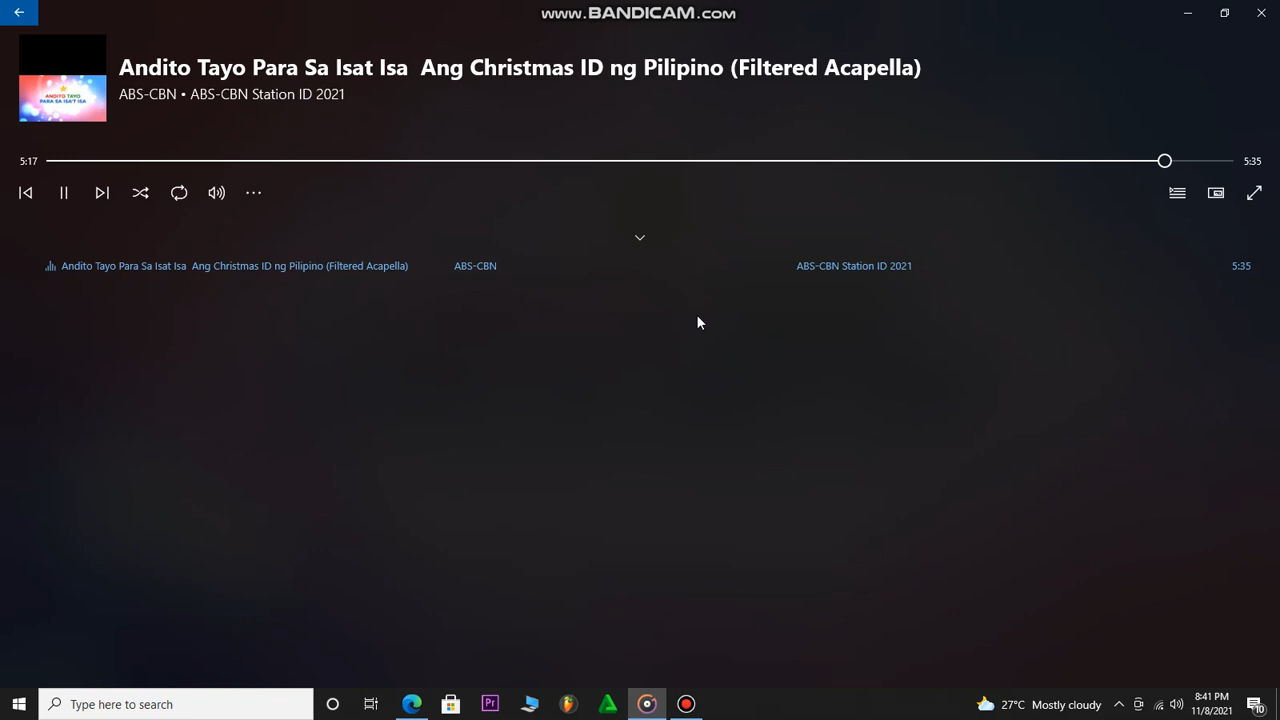 www.BANDICAM.com
Andito Tayo Para Sa Isat Isa  Ang Christmas ID ng Pilipino (Filtered Acapella)
ABS-CBN • ABS-CBN Station ID 2021
ANDITO TAYO
PARA SA ISA'T ISA
5:17
5:35
Andito Tayo Para Sa Isat Isa  Ang Christmas ID ng Pilipino (Filtered Acapella)
ABS-CBN
ABS-CBN Station ID 2021
5:35
Type here to search
Pr
27°C Mostly cloudy
8:41 PM
11/8/2021
10